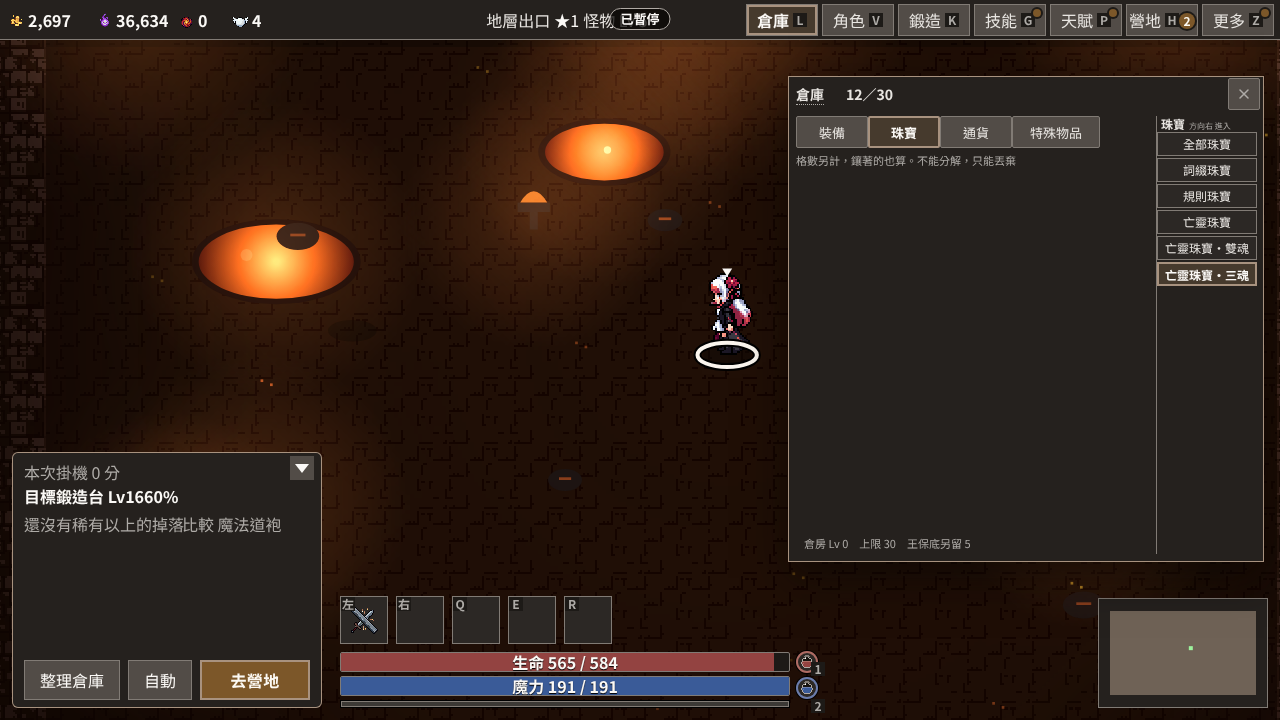 2,697
36,634
0
4
地層出口 ★1 怪物
已暫停
倉庫 L
角色 V
鍛造 K
技能 G
天賦 P
營地 H 2
更多 Z
倉庫 12／30
×
裝備
珠寶
通貨
特殊物品
格數另計，鑲著的也算。不能分解，只能丟棄
珠寶 方向右 進入
全部珠寶
詞綴珠寶
規則珠寶
亡靈珠寶
亡靈珠寶・雙魂
亡靈珠寶・三魂
倉房 Lv 0 上限 30 王保底另留 5
本次掛機 0 分
目標鍛造台 Lv1660%
還沒有稀有以上的掉落比較 魔法道袍
整理倉庫
自動
去營地
左
右
Q
E
R
生命 565 / 584
魔力 191 / 191
1
2